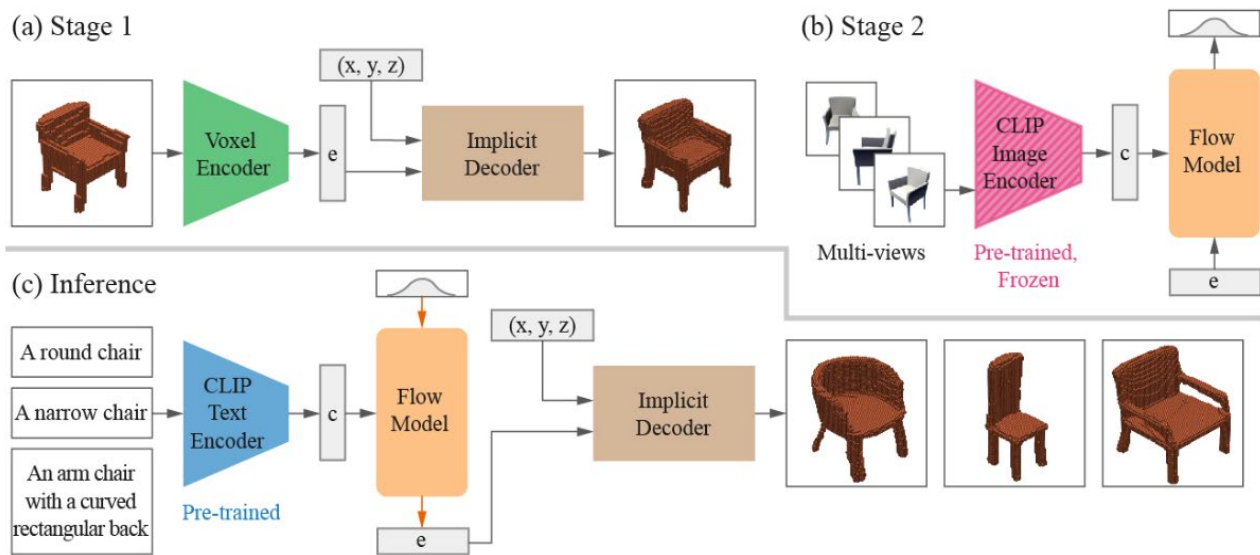 (a) Stage 1
(x, y, z)
Voxel
Encoder
e
Implicit
Decoder
(b) Stage 2
CLIP
Image
Encoder
c
Flow
Model
Multi-views
Pre-trained,
Frozen
e
(c) Inference
A round chair
A narrow chair
An arm chair
with a curved
rectangular back
CLIP
Text
Encoder
Pre-trained
c
Flow
Model
e
(x, y, z)
Implicit
Decoder